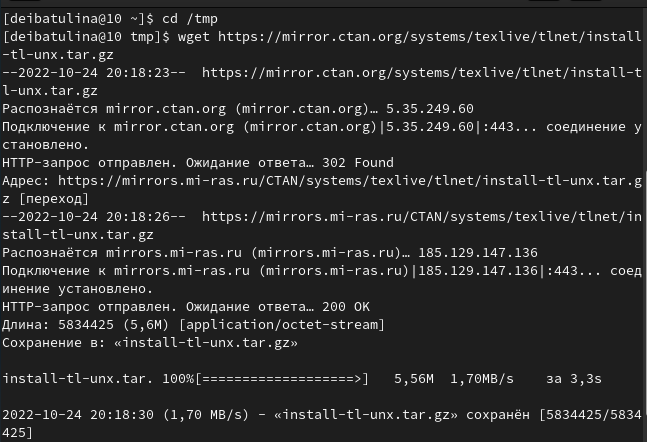 [deibatulina@10 ~]$ cd /tmp
[deibatulina@10 tmp]$ wget https://mirror.ctan.org/systems/texlive/tlnet/install
-tl-unx.tar.gz
--2022-10-24 20:18:23--  https://mirror.ctan.org/systems/texlive/tlnet/install-t
l-unx.tar.gz
Распознаётся mirror.ctan.org (mirror.ctan.org)… 5.35.249.60
Подключение к mirror.ctan.org (mirror.ctan.org)|5.35.249.60|:443... соединение у
становлено.
HTTP-запрос отправлен. Ожидание ответа… 302 Found
Адрес: https://mirrors.mi-ras.ru/CTAN/systems/texlive/tlnet/install-tl-unx.tar.g
z [переход]
--2022-10-24 20:18:26--  https://mirrors.mi-ras.ru/CTAN/systems/texlive/tlnet/in
stall-tl-unx.tar.gz
Распознаётся mirrors.mi-ras.ru (mirrors.mi-ras.ru)… 185.129.147.136
Подключение к mirrors.mi-ras.ru (mirrors.mi-ras.ru)|185.129.147.136|:443... соед
инение установлено.
HTTP-запрос отправлен. Ожидание ответа… 200 OK
Длина: 5834425 (5,6M) [application/octet-stream]
Сохранение в: «install-tl-unx.tar.gz»
install-tl-unx.tar. 100%[===================>]   5,56M  1,70MB/s    за 3,3s
2022-10-24 20:18:30 (1,70 MB/s) - «install-tl-unx.tar.gz» сохранён [5834425/5834
425]